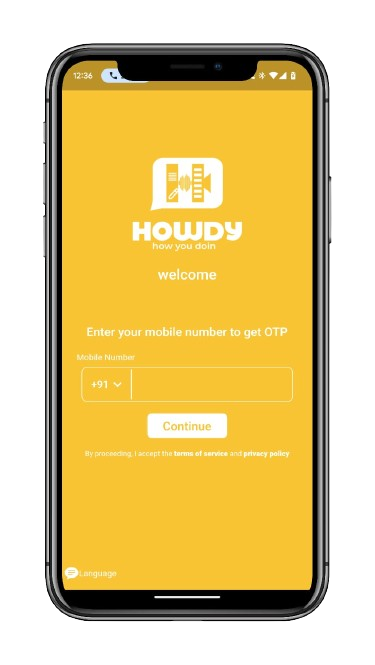 12:36
HOWDY
how you doin
welcome
Enter your mobile number to get OTP
Mobile Number
+91
Continue
By proceeding, I accept the terms of service and privacy policy
Language